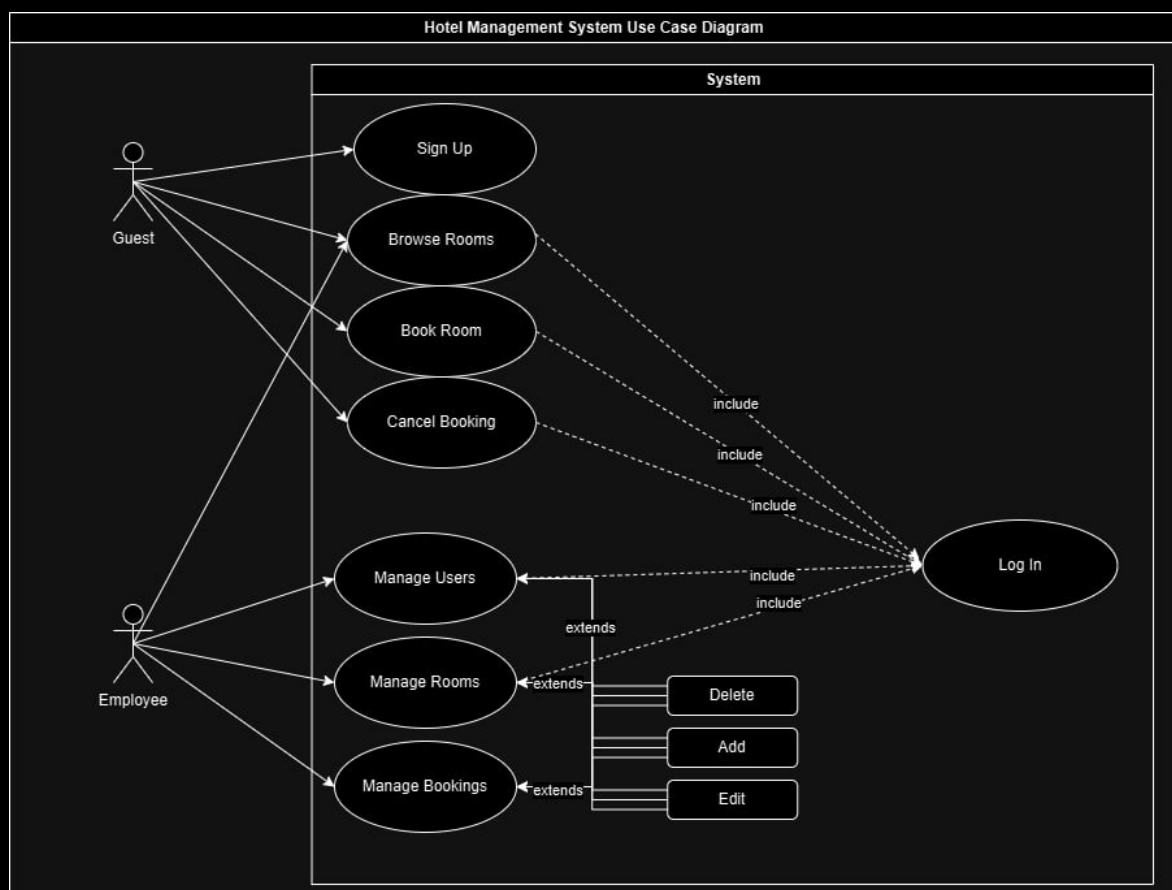 Hotel Management System Use Case Diagram
System
Sign Up
Guest
Browse Rooms
Book Room
include
Cancel Booking
include
include
Log In
Manage Users
include
include
extends
Employee
Manage Rooms
extends
Delete
Add
Manage Bookings
extends
Edit